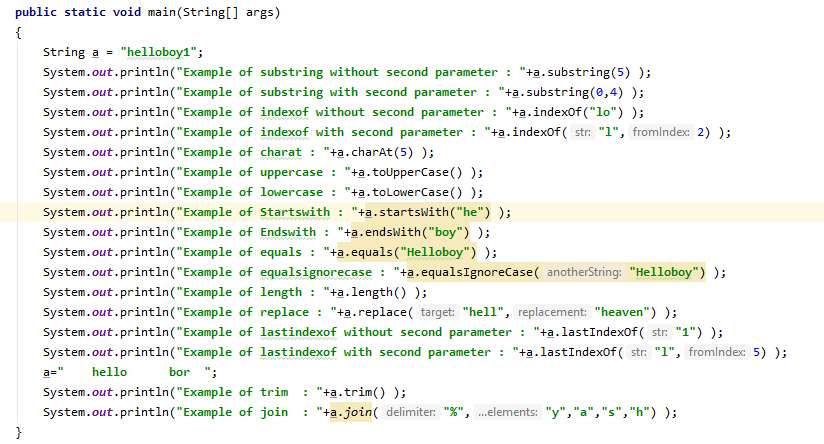 public static void main(String[] args)
{
String a = "helloboy1";
System.out.println("Example of substring without second parameter : "+a.substring(5) );
System.out.println("Example of substring with second parameter : "+a.substring(0,4) );
System.out.println("Example of indexof without second parameter : "+a.indexOf("lo") );
System.out.println("Example of indexof with second parameter : "+a.indexOf( str: "l", fromIndex: 2) );
System.out.println("Example of charat : "+a.charAt(5) );
System.out.println("Example of uppercase : "+a.toUpperCase() );
System.out.println("Example of lowercase : "+a.toLowerCase() );
System.out.println("Example of Startswith : "+a.startsWith("he") );
System.out.println("Example of Endswith : "+a.endsWith("boy") );
System.out.println("Example of equals : "+a.equals("Helloboy") );
System.out.println("Example of equalsignorecase : "+a.equalsIgnoreCase( anotherString: "Helloboy") );
System.out.println("Example of length : "+a.length() );
System.out.println("Example of replace : "+a.replace( target: "hell", replacement: "heaven") );
System.out.println("Example of lastindexof without second parameter : "+a.lastIndexOf( str: "1") );
System.out.println("Example of lastindexof with second parameter : "+a.lastIndexOf( str: "l", fromIndex: 5) );
a="    hello      bor  ";
System.out.println("Example of trim  : "+a.trim() );
System.out.println("Example of join  : "+a.join( delimiter: "%", ...elements: "y","a","s","h") );
}